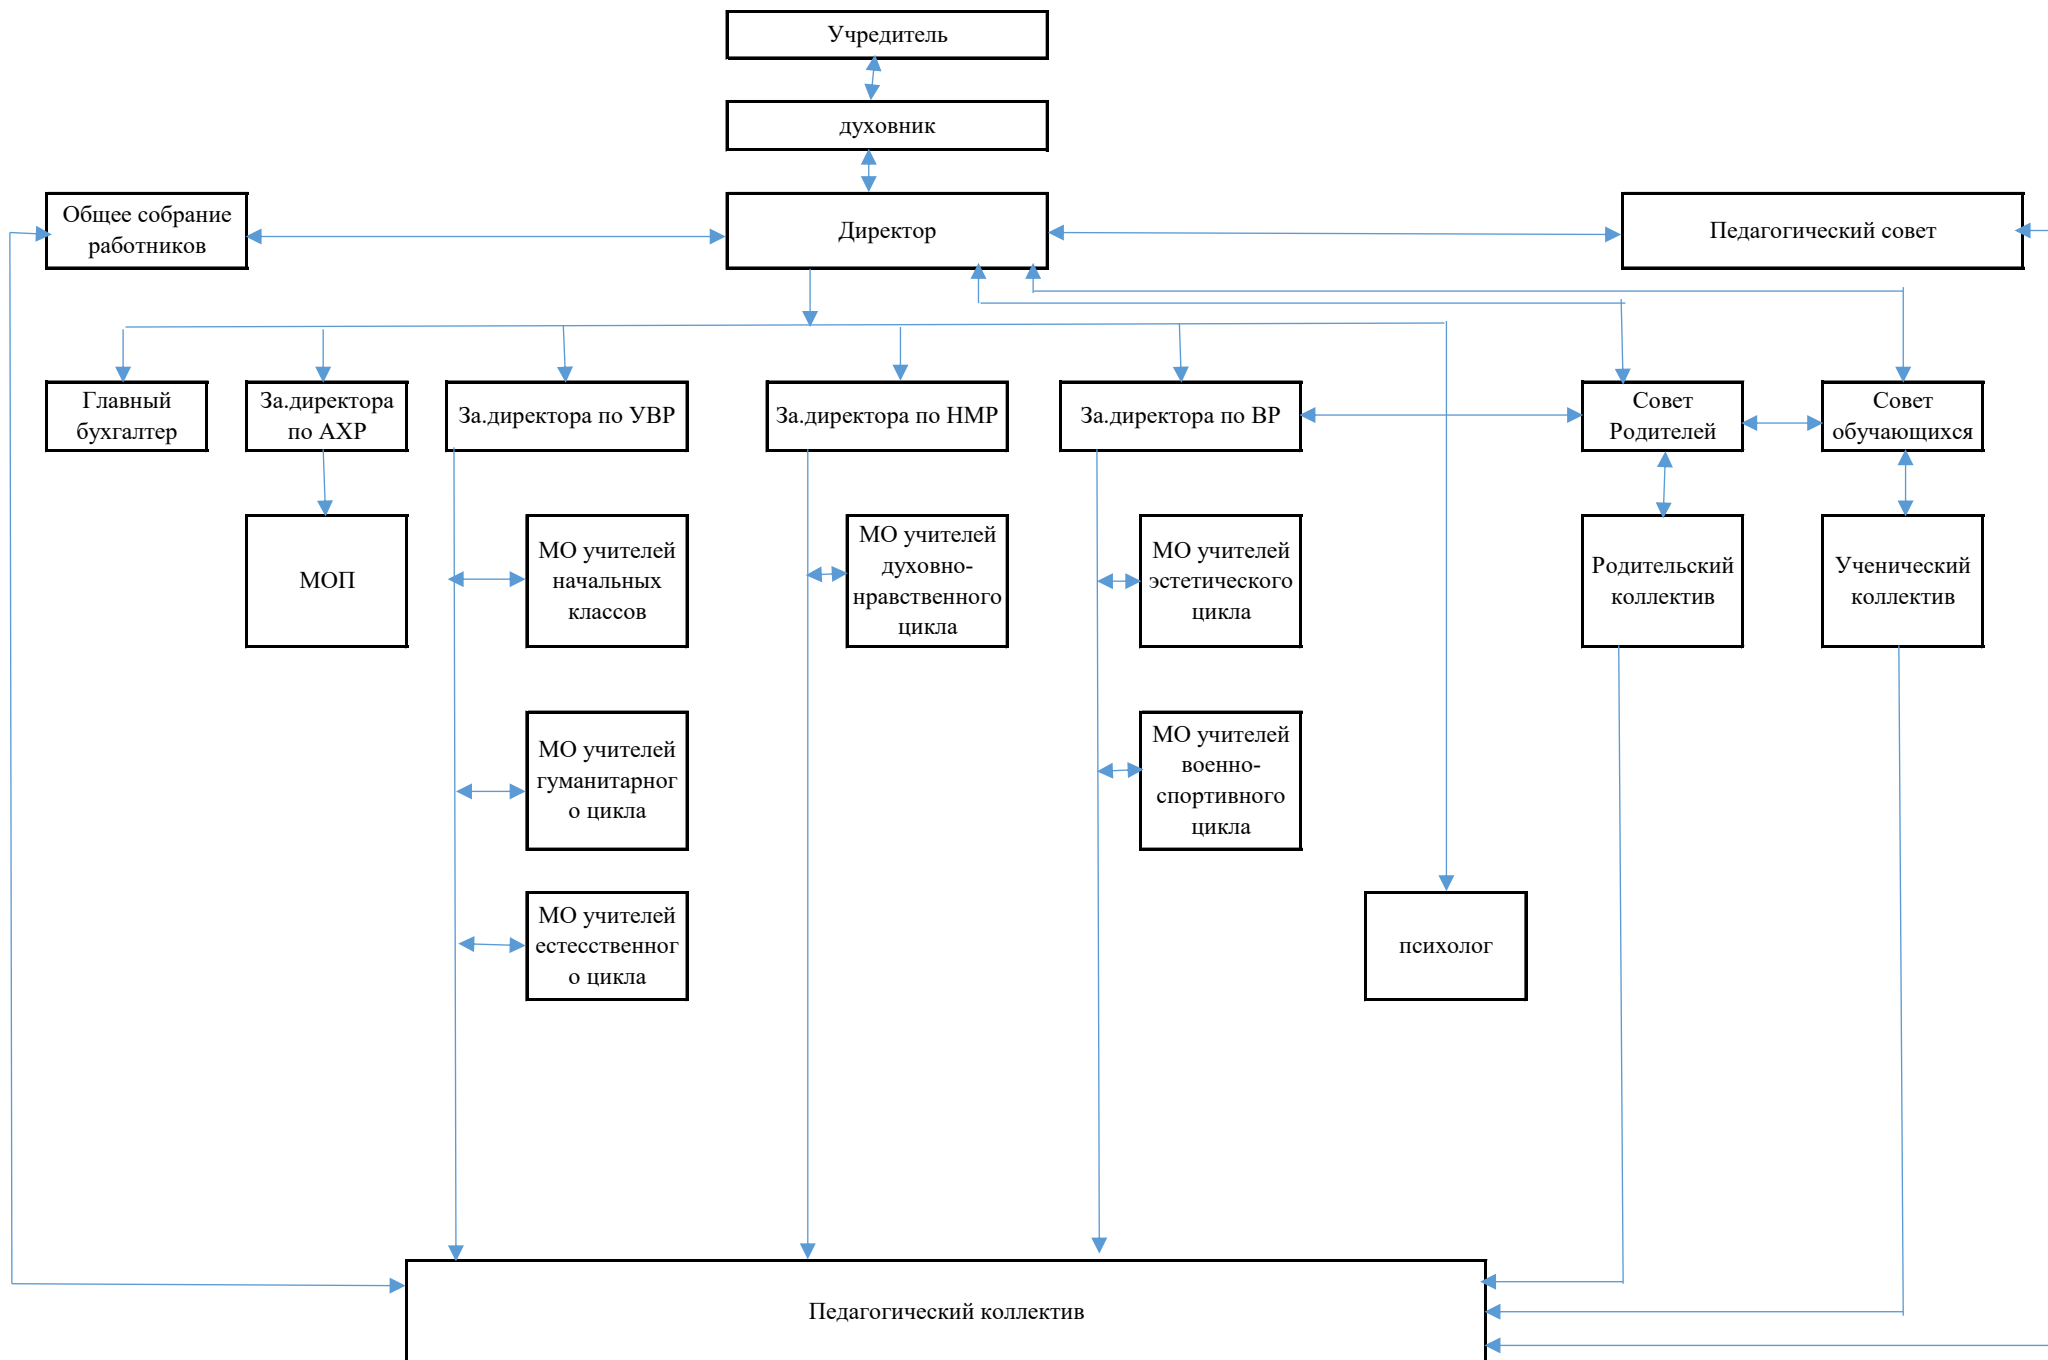 Учредитель
духовник
Общее собрание
работников
Директор
Педагогический совет
Главный
бухгалтер
За.директора
по АХР
За.директора по УВР
За.директора по НМР
За.директора по ВР
Совет
Родителей
Совет
обучающихся
МОП
МО учителей
начальных
классов
МО учителей
духовно-
нравственного
цикла
МО учителей
эстетического
цикла
Родительский
коллектив
Ученический
коллектив
МО учителей
гуманитарног
о цикла
МО учителей
военно-
спортивного
цикла
МО учителей
естесственног
о цикла
психолог
Педагогический коллектив